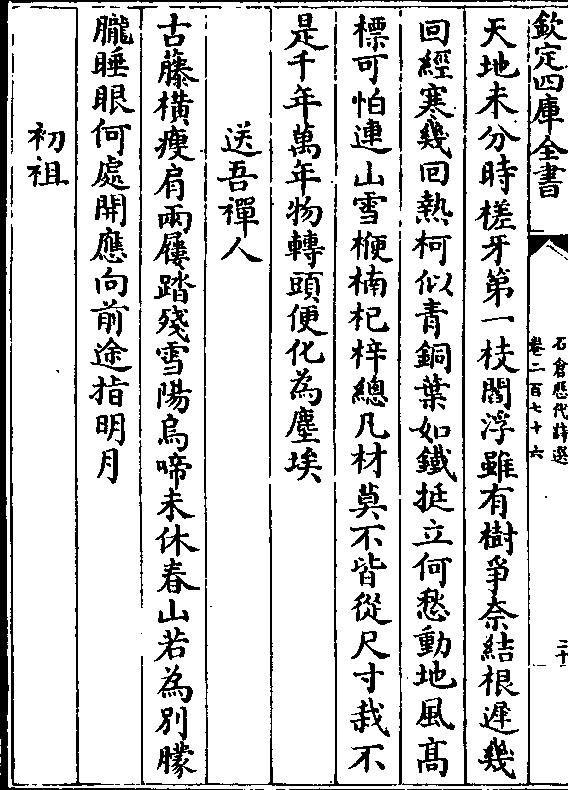 欽定四庫全書
石倉歷代詩選
卷二百七十六
二十
天地未分時槎牙第一枝閻浮雖有樹爭奈結根遲幾
回經寒幾回熱柯似青銅葉如鐵挺立何愁動地風高
標可怕連山雪楩楠杞梓總凡材莫不皆從尺寸栽不
是千年萬年物轉頭便化為塵埃
送吾禪人
古藤橫瘦肩兩屨踏殘雪陽烏啼未休春山若為別朦
朧睡眼何處開應向前途指明月
初祖